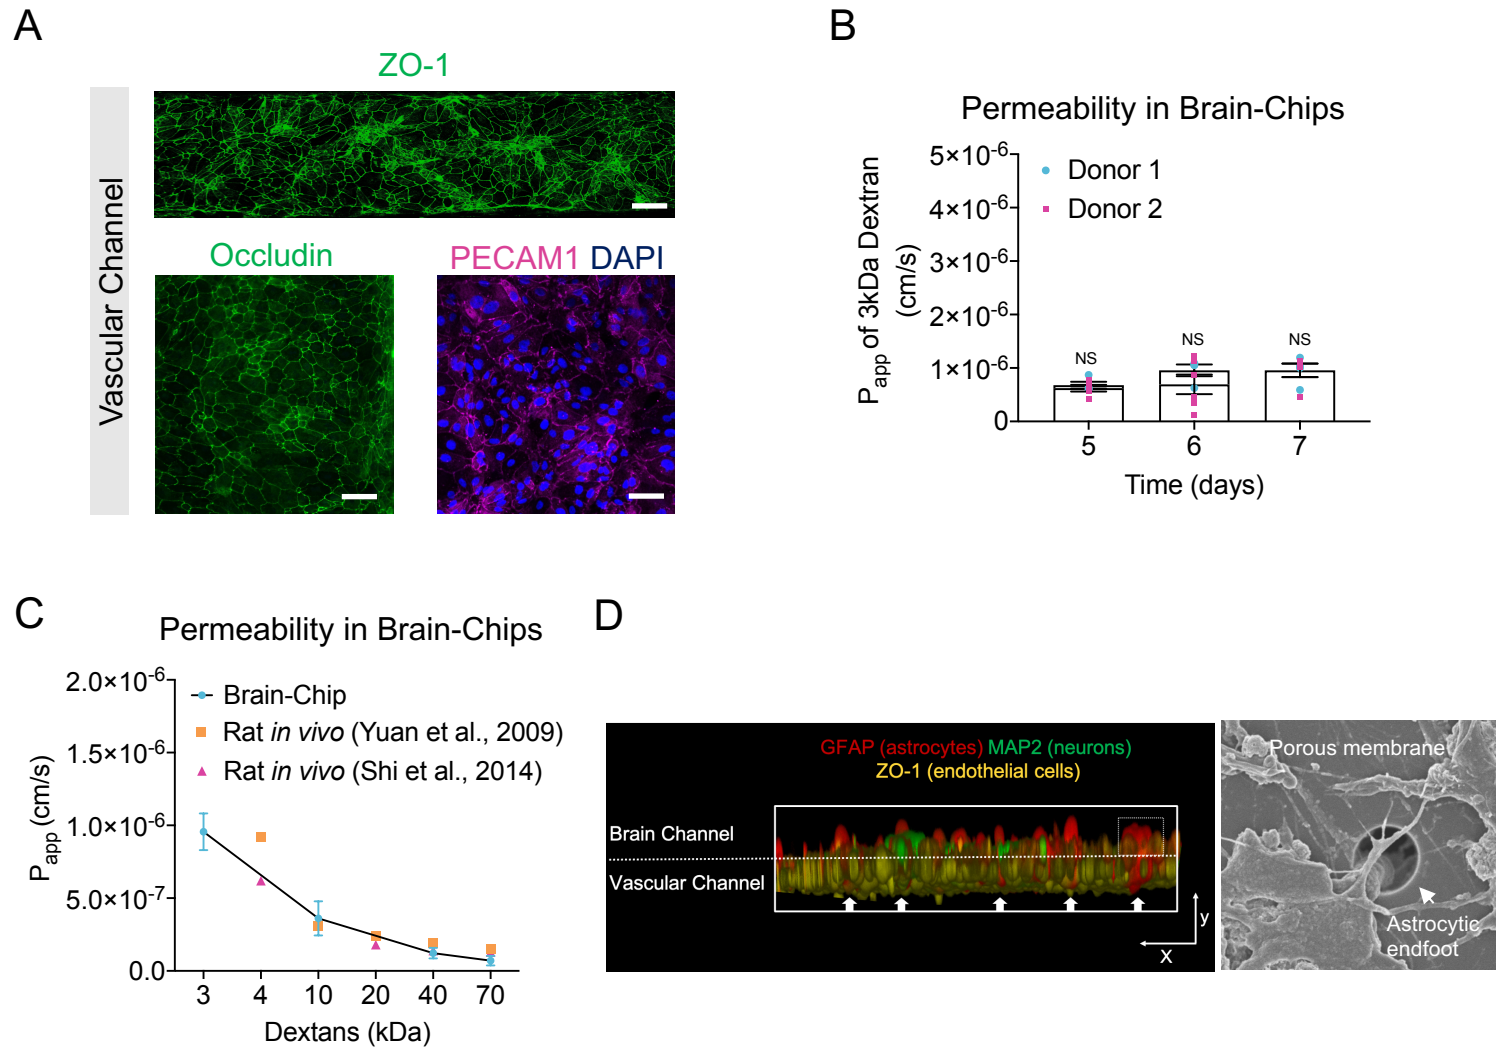 A
ZO-1
Vascular Channel
Occludin
PECAM1 DAPI
B
Permeability in Brain-Chips
Papp of 3kDa Dextran
(cm/s)
5×10-6
4×10-6
3×10-6
2×10-6
1×10-6
0
Donor 1
Donor 2
NS
NS
NS
5 6 7
Time (days)
C
Permeability in Brain-Chips
Papp (cm/s)
2.0×10-6
1.5×10-6
1.0×10-6
5.0×10-7
0.0
Brain-Chip
Rat in vivo (Yuan et al., 2009)
Rat in vivo (Shi et al., 2014)
3 4 10 20 40 70
Dextans (kDa)
D
GFAP (astrocytes) MAP2 (neurons)
ZO-1 (endothelial cells)
Brain Channel
Vascular Channel
y
X
Porous membrane
Astrocytic
endfoot